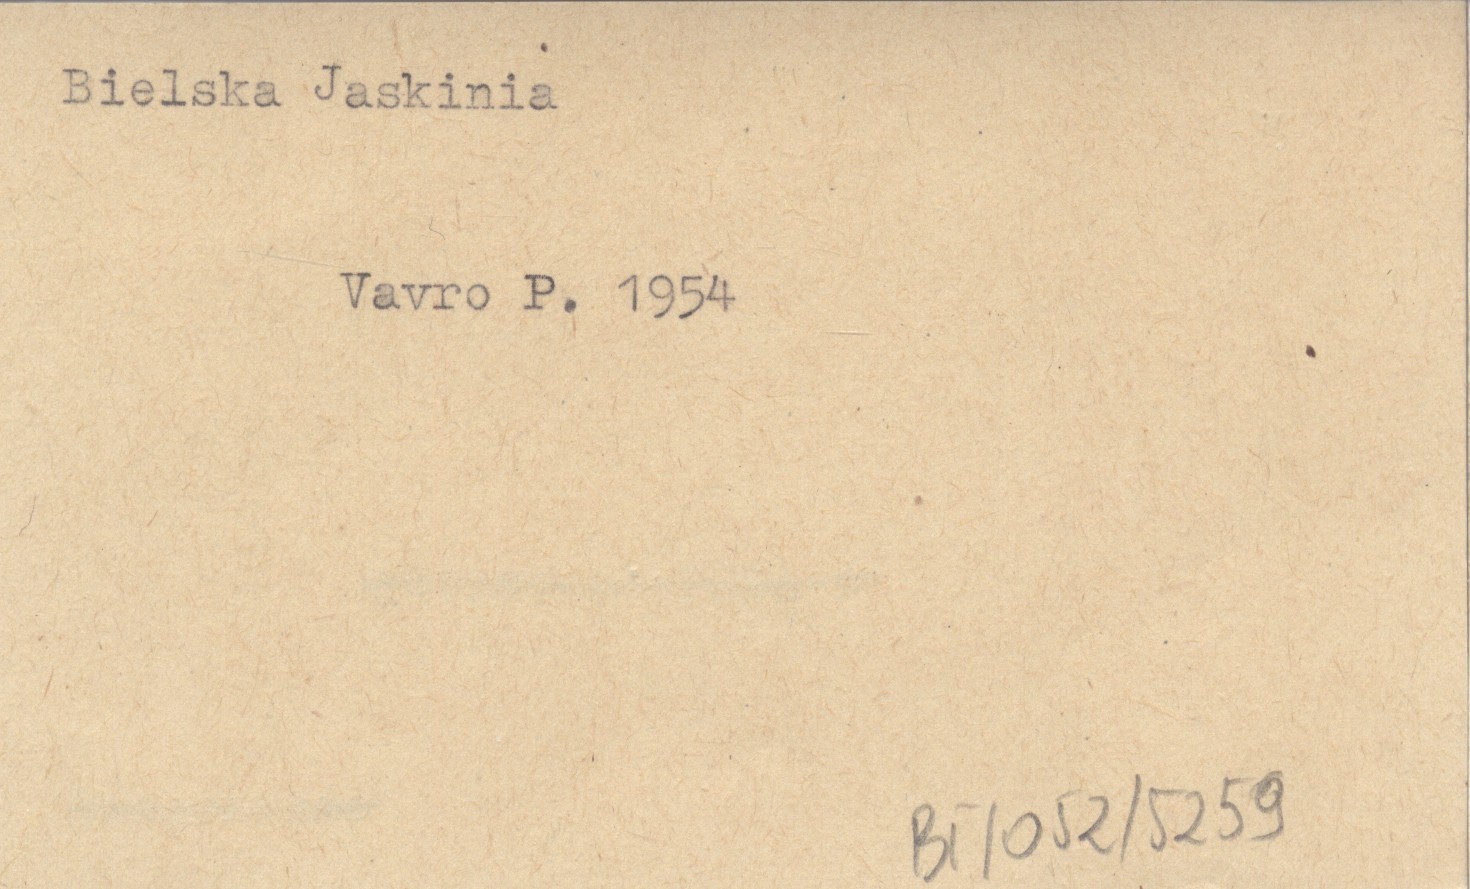 Bielska Jaskinia
Vavro P. 1954
BI/052/5259